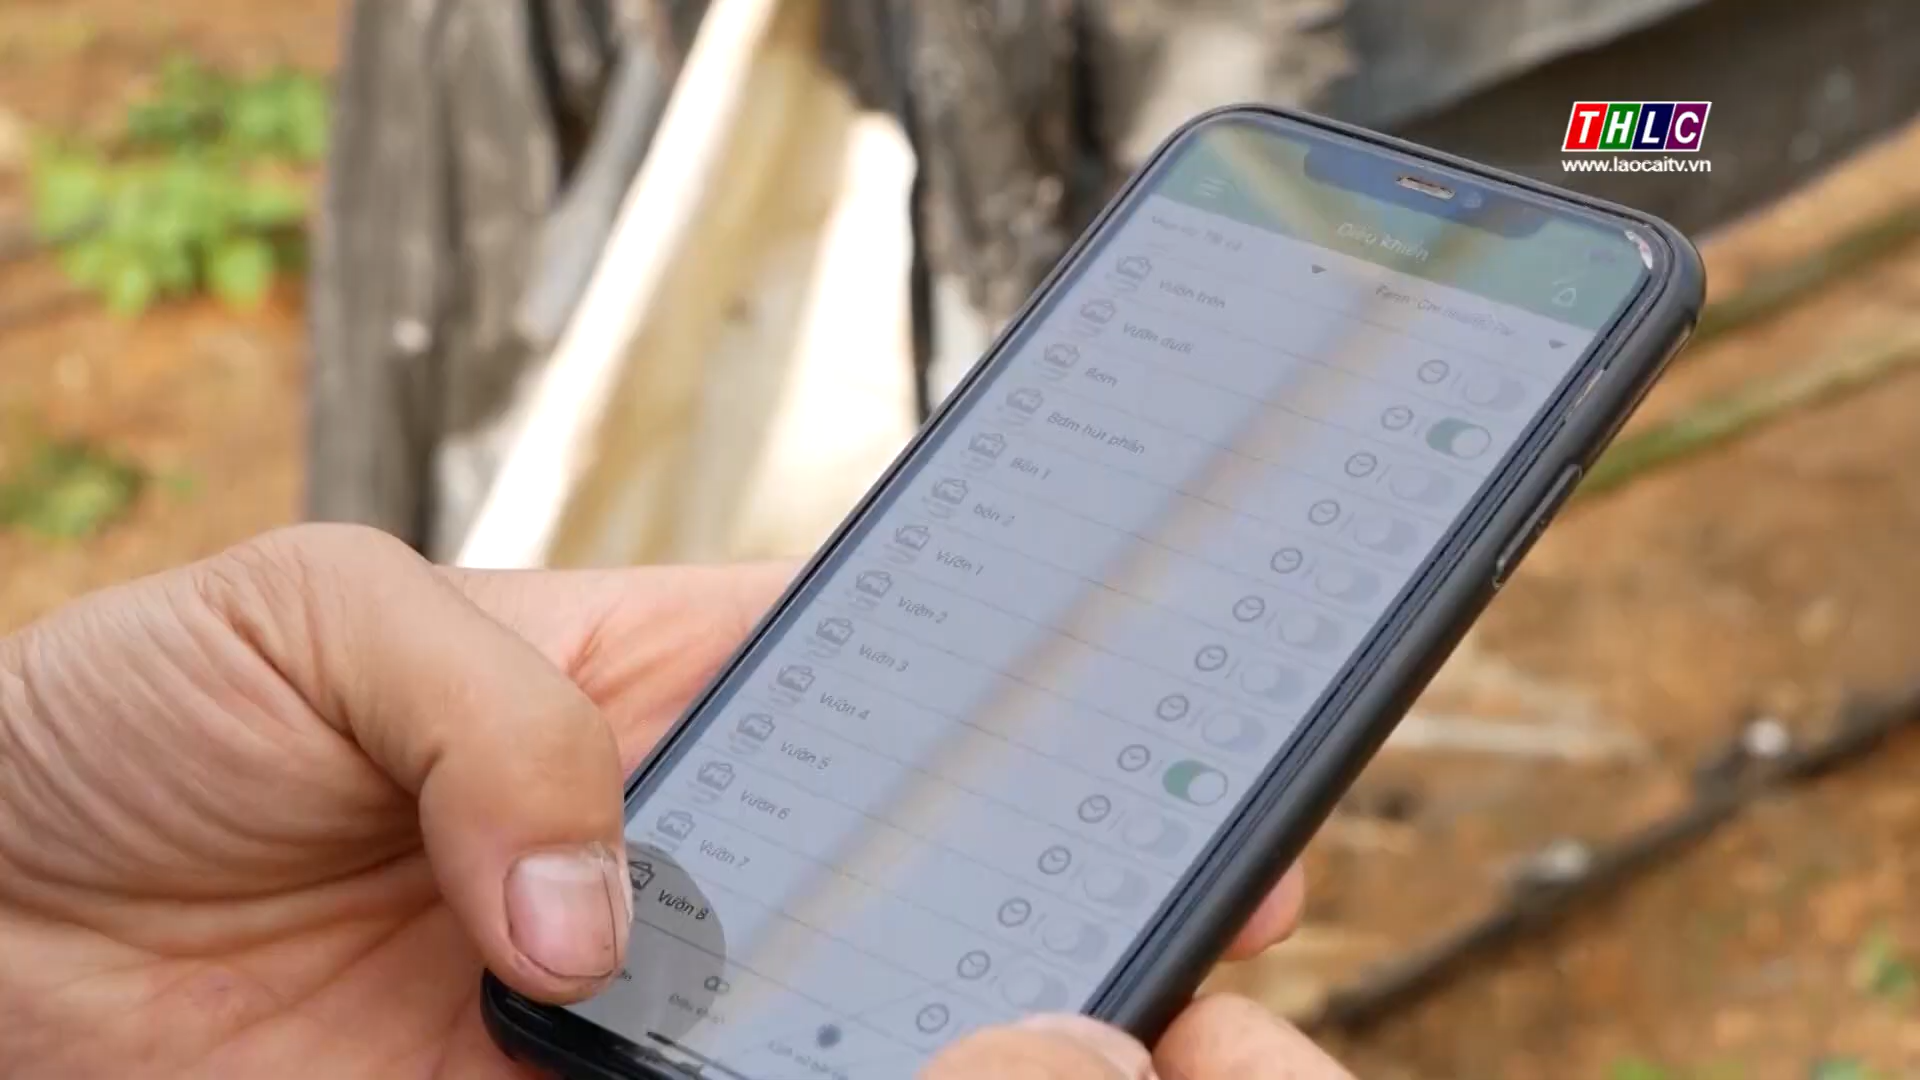 THLC
www.laocaitv.vn
Điều khiển
Vườn trên
Vườn dưới
Bơm
Bơm hút phân
Bồn 1
bồn 2
Vườn 1
Vườn 2
Vườn 3
Vườn 4
Vườn 5
Vườn 6
Vườn 7
Vườn 8